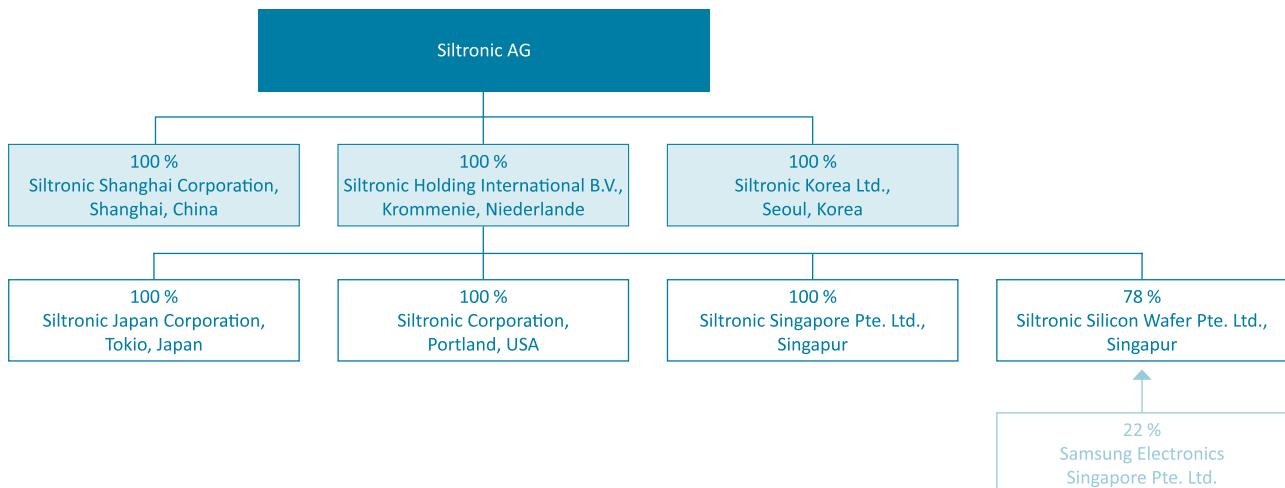 Siltronic AG
100 %
Siltronic Shanghai Corporation,
Shanghai, China
100 %
Siltronic Holding International B.V.,
Krommenie, Niederlande
100 %
Siltronic Korea Ltd.,
Seoul, Korea
100 %
Siltronic Japan Corporation,
Tokio, Japan
100 %
Siltronic Corporation,
Portland, USA
100 %
Siltronic Singapore Pte. Ltd.,
Singapur
78 %
Siltronic Silicon Wafer Pte. Ltd.,
Singapur
22 %
Samsung Electronics
Singapore Pte. Ltd.